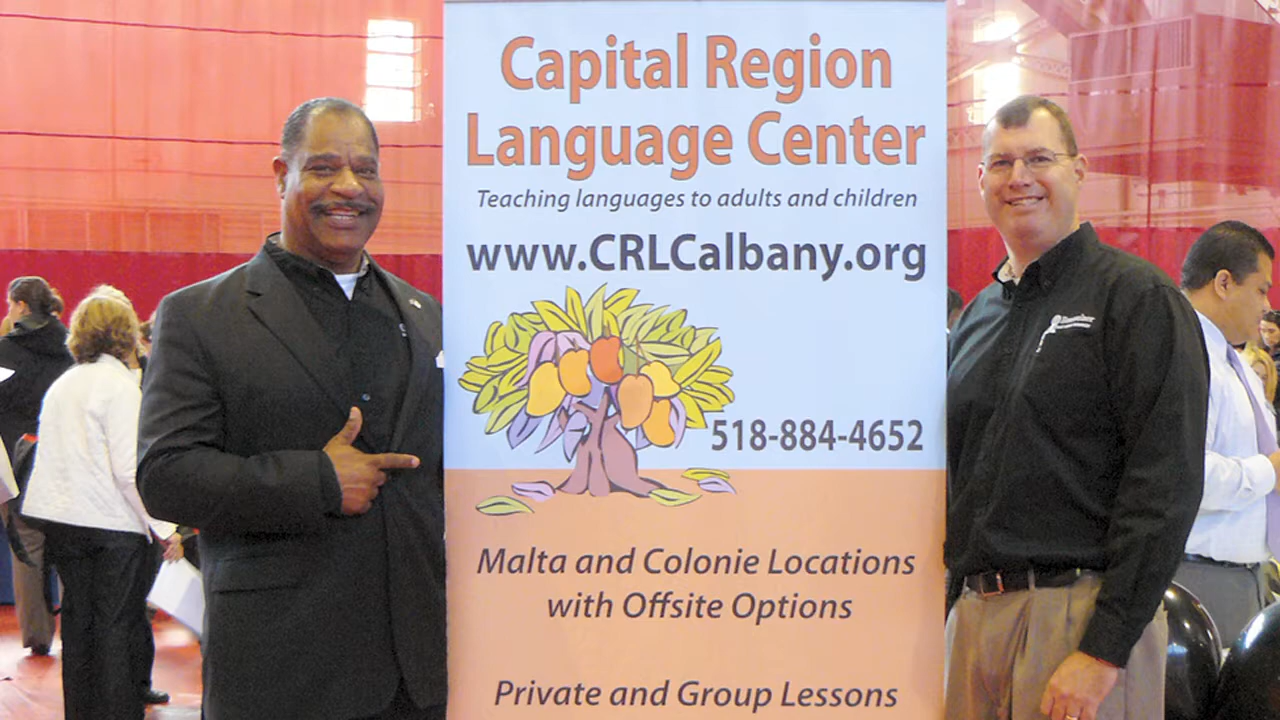 Capital Region
Language Center
Teaching languages to adults and children
www.CRLCalbany.org
518-884-4652
Malta and Colonie Locations
with Offsite Options
Private and Group Lessons